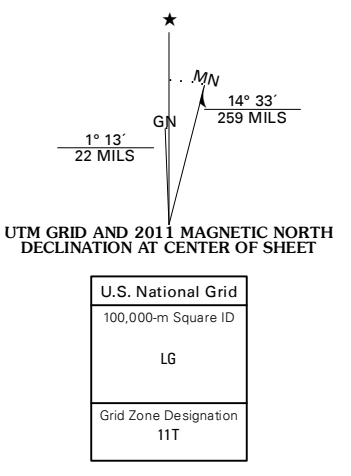 ★
MN
GN
14° 33´
259 MILS
1° 13´
22 MILS
UTM GRID AND 2011 MAGNETIC NORTH
DECLINATION AT CENTER OF SHEET
U.S. National Grid
100,000-m Square ID
LG
Grid Zone Designation
11T